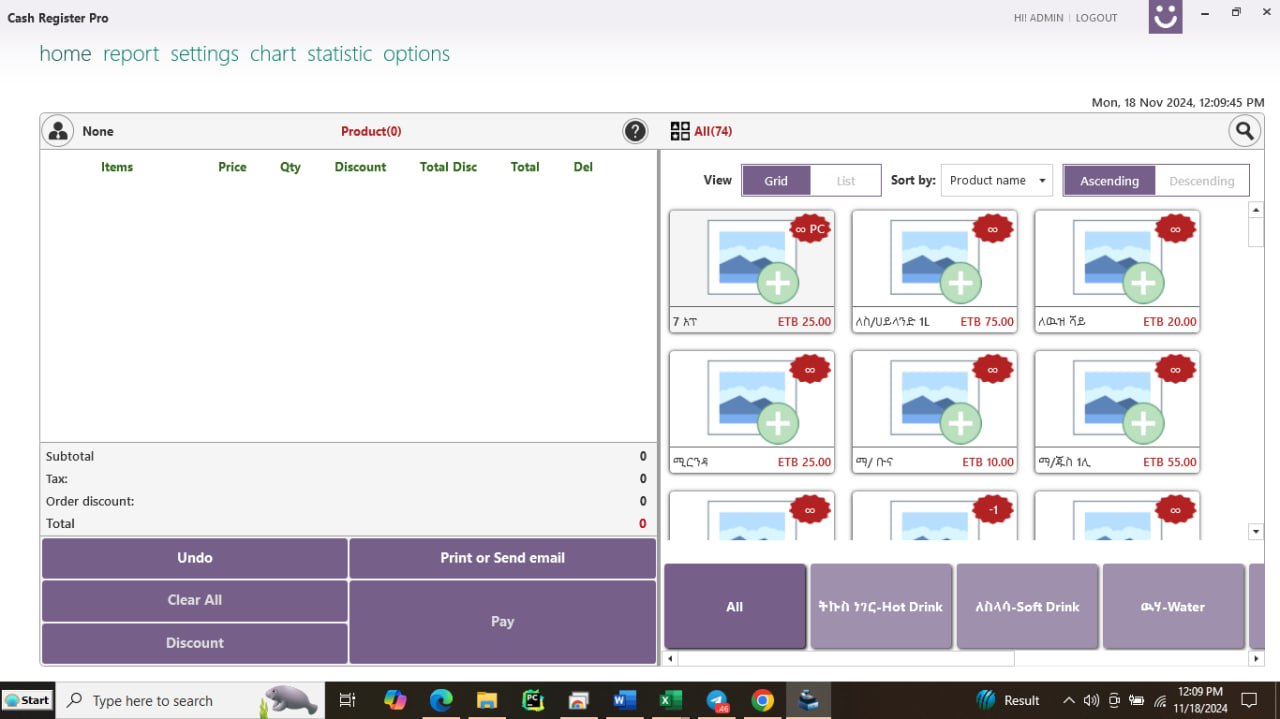 Cash Register Pro
HI! ADMIN | LOGOUT
home report settings chart statistic options
Mon, 18 Nov 2024, 12:09:45 PM
None Product(0) ?
All(74)
Items Price Qty Discount Total Disc Total Del
View Grid List Sort by: Product name Ascending Descending
∞ PC
∞
∞
7 አፕ ETB 25.00
ለስ/ሀይላንድ 1L ETB 75.00
ለዉዝ ሻይ ETB 20.00
∞
∞
∞
ሚርንዳ ETB 25.00
ማ/ ቡና ETB 10.00
ማ/ጁስ 1ሊ ETB 55.00
∞
-1
∞
Subtotal 0
Tax: 0
Order discount: 0
Total 0
Undo
Print or Send email
Clear All
Pay
Discount
All
ትኩስ ነገር-Hot Drink
ለስላሳ-Soft Drink
ዉሃ-Water
Start
Type here to search
46
Result
12:09 PM
11/18/2024